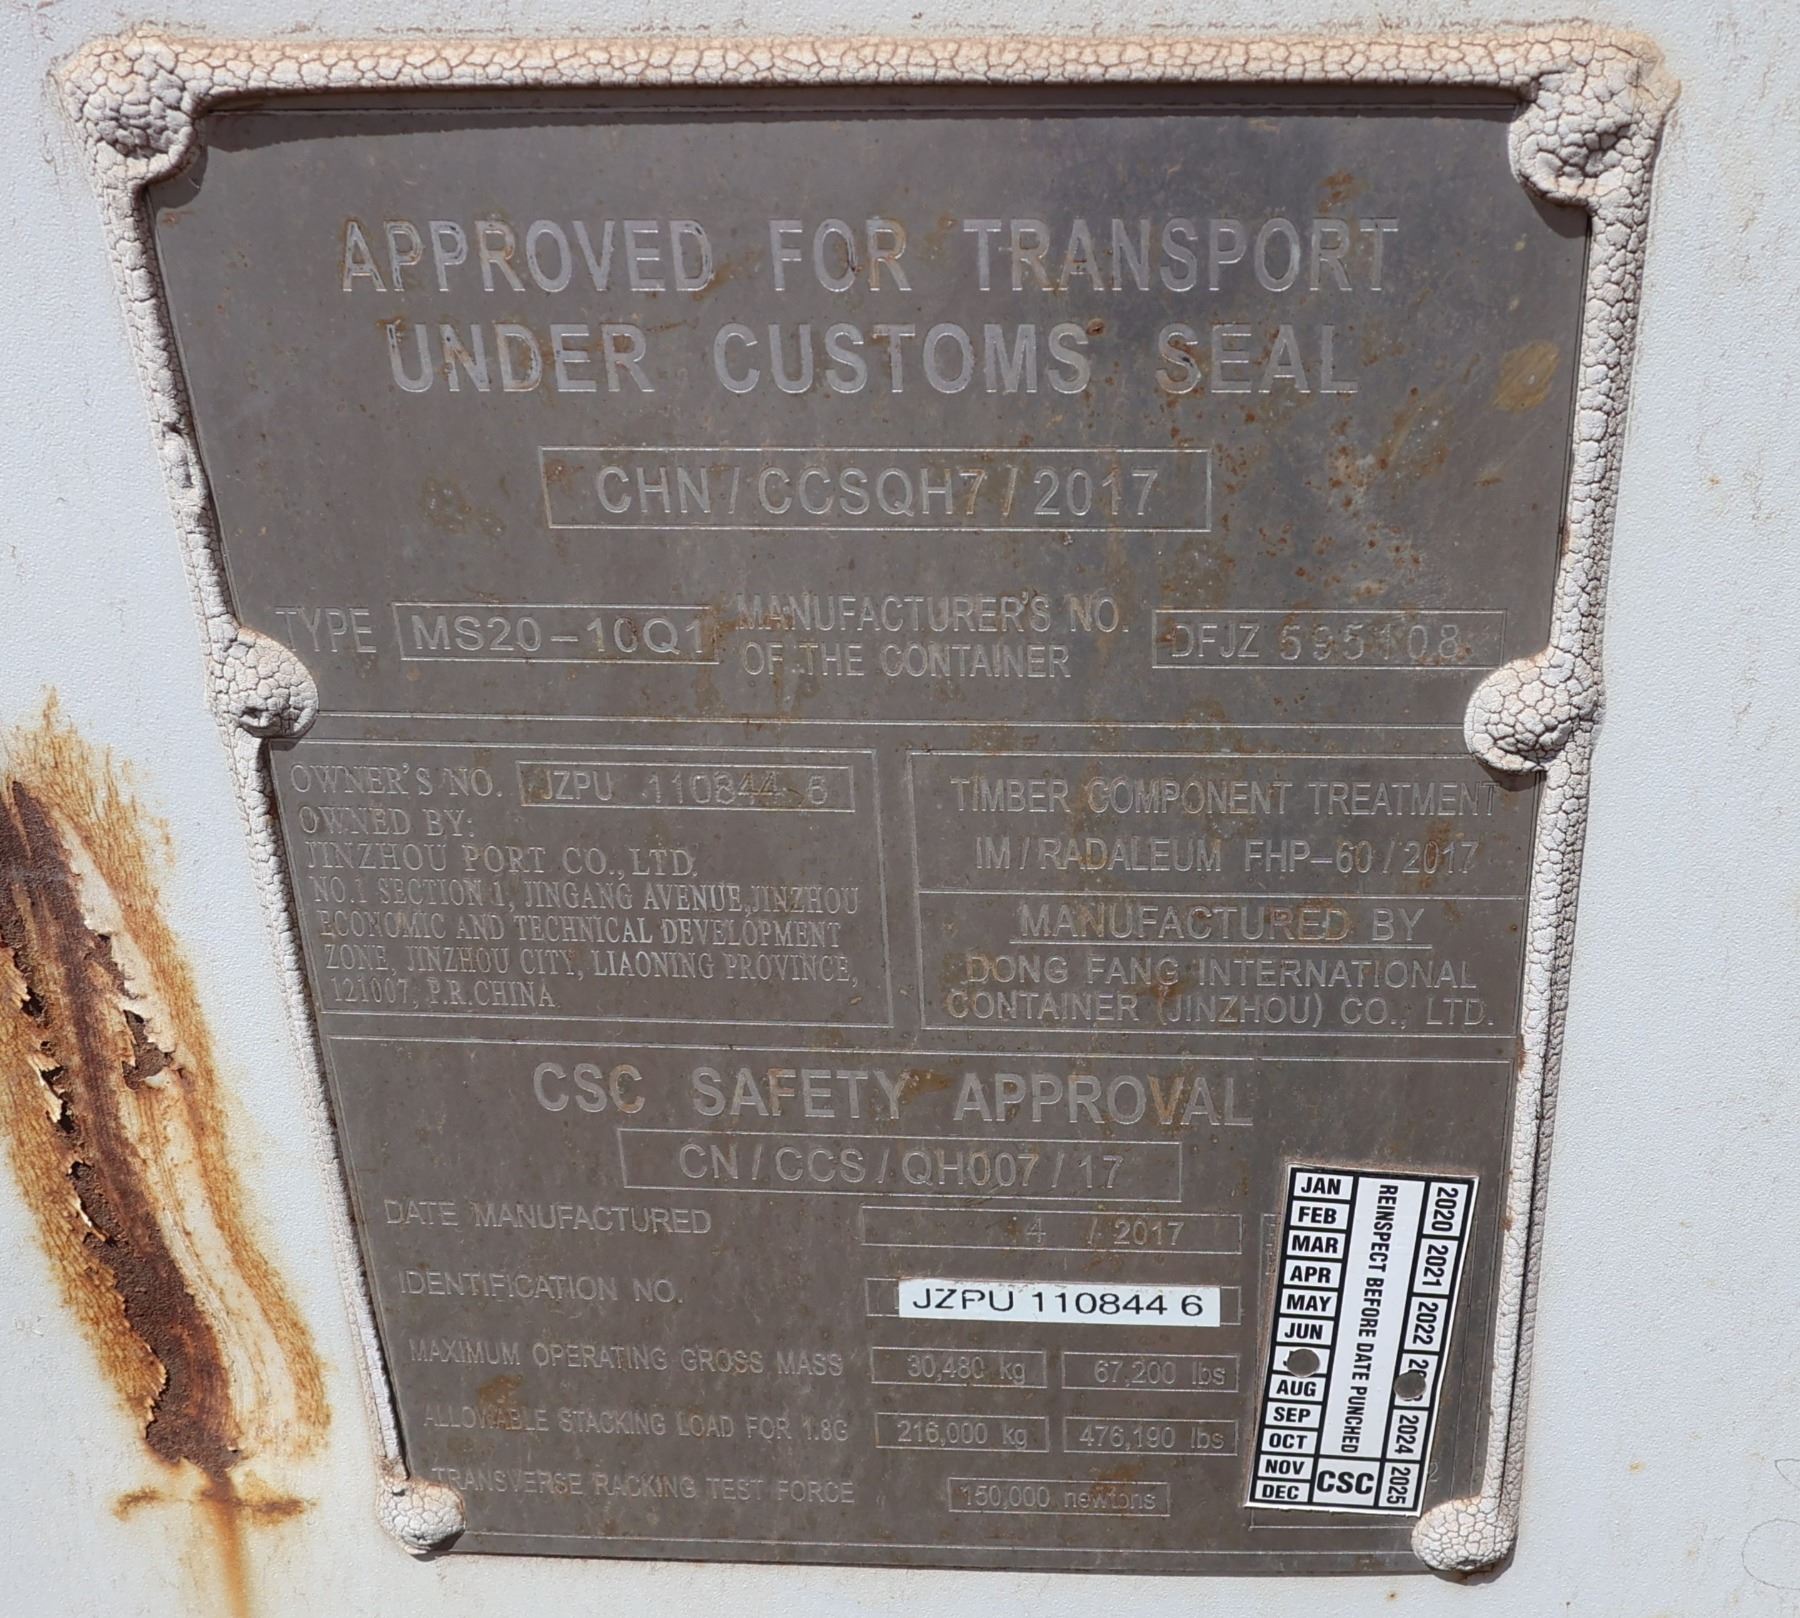 APPROVED FOR TRANSPORT
UNDER CUSTOMS SEAL
CHN / CCSQH7 / 2017
TYPE MS20-10Q1 MANUFACTURER'S NO.
OF THE CONTAINER DFJZ 595108
OWNER'S NO. JZPU 110844 6
OWNED BY:
JINZHOU PORT CO.,LTD.
NO.1 SECTION 1, JINGANG AVENUE,JINZHOU
ECONOMIC AND TECHNICAL DEVELOPMENT
ZONE, JINZHOU CITY, LIAONING PROVINCE,
121007, P.R.CHINA.
TIMBER COMPONENT TREATMENT
IM / RADALEUM FHP-60 / 2017
MANUFACTURED BY
DONG FANG INTERNATIONAL
CONTAINER (JINZHOU) CO., LTD.
CSC SAFETY APPROVAL
CN / CCS / QH007 / 17
DATE MANUFACTURED 4 / 2017
IDENTIFICATION NO. JZPU 110844 6
MAXIMUM OPERATING GROSS MASS 30,480 kg 67,200 lbs
ALLOWABLE STACKING LOAD FOR 1.8G 216,000 kg 476,190 lbs
TRANSVERSE RACKING TEST FORCE 150,000 newtons
JAN
FEB
MAR
APR
MAY
JUN
AUG
SEP
OCT
NOV
DEC
REINSPECT BEFORE DATE PUNCHED
CSC
2020
2021
2022
2024
2025